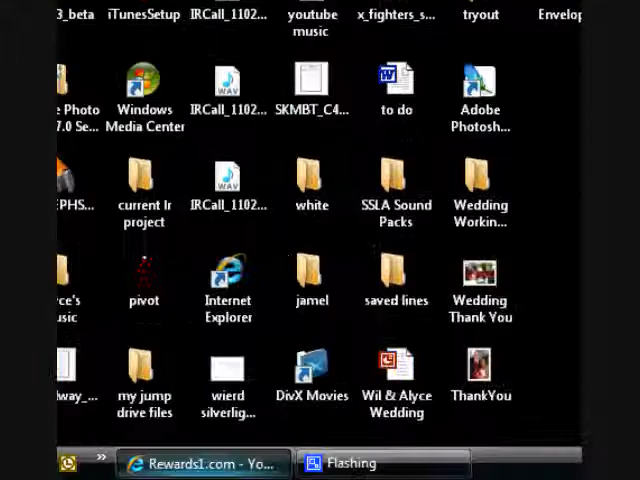 3_beta
iTunesSetup
IRCall_1102...
youtube
music
x_fighters_s...
tryout
Envelop
e Photo
7.0 Se...
Windows
Media Center
WAV
IRCall_1102...
SKMBT_C4...
to do
Adobe
Photosh...
EPHS...
current lr
project
WAV
IRCall_1102...
white
SSLA Sound
Packs
Wedding
Workin...
ce's
usic
pivot
Internet
Explorer
jamel
saved lines
Wedding
Thank You
lway_...
my jump
drive files
wierd
silverlig...
DivX Movies
Wil & Alyce
Wedding
ThankYou
»
Rewards1.com - Yo...
Flashing